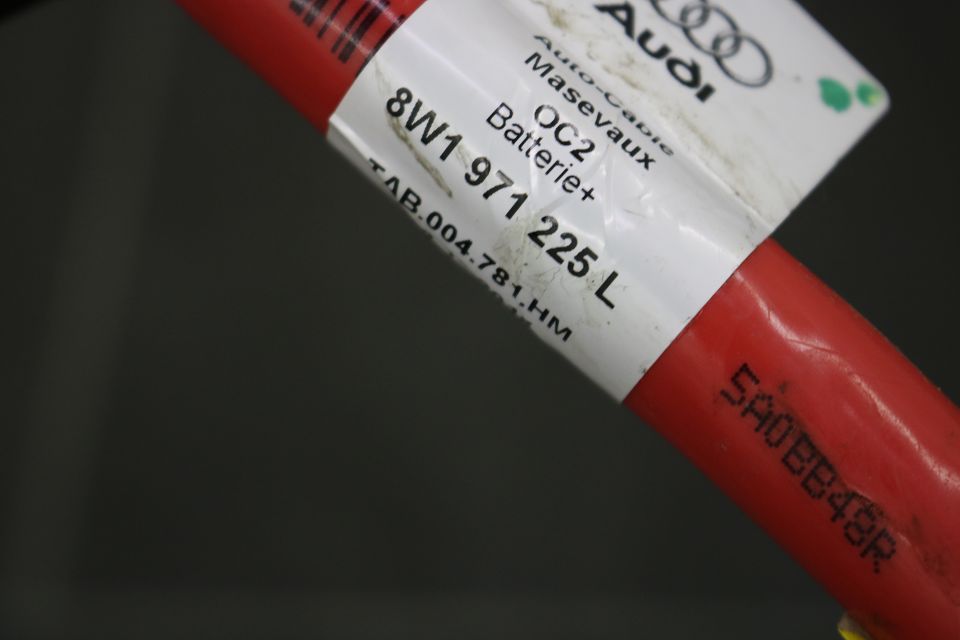 Audi
Auto-Cable
Masevaux
OC2
Batterie+
8W1 971 225 L
TAB.004.781.HM
5A0BB48R